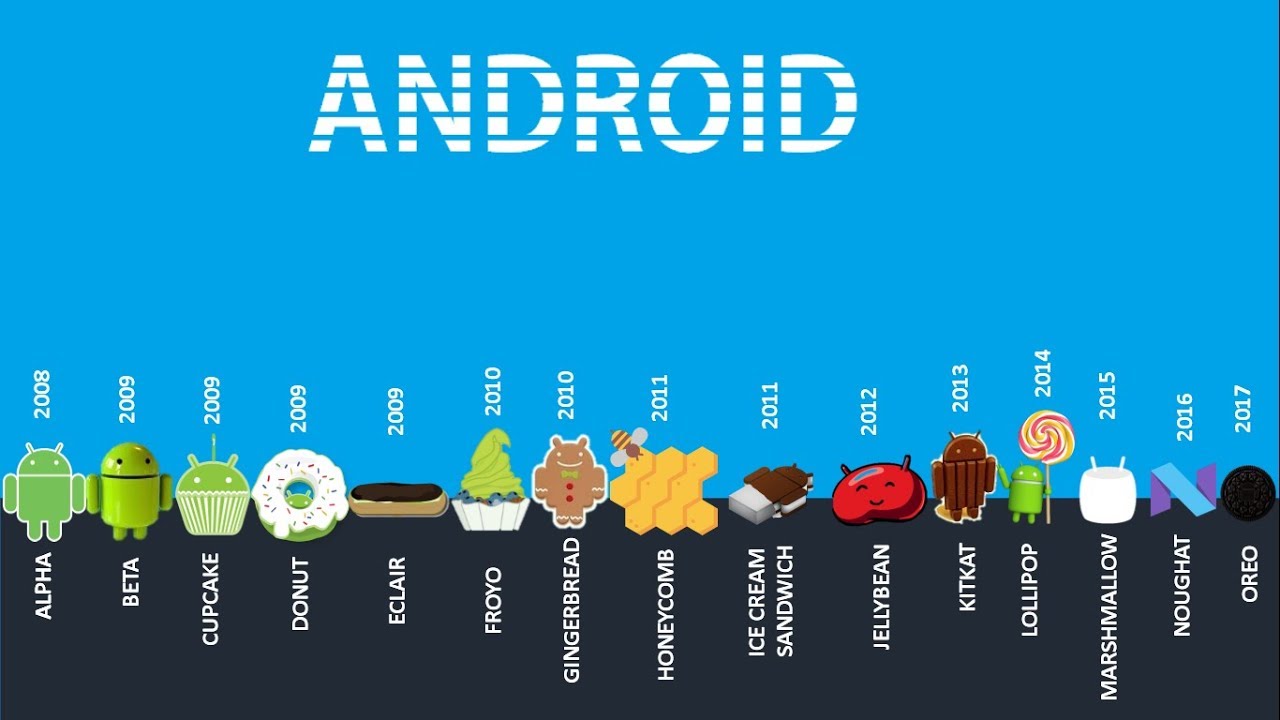 ANDROID
2008
2009
2009
2009
2009
2010
2010
2011
2011
2012
2013
2014
2015
2016
2017
ALPHA
BETA
CUPCAKE
DONUT
ECLAIR
FROYO
GINGERBREAD
HONEYCOMB
ICE CREAM
SANDWICH
JELLYBEAN
KITKAT
LOLLIPOP
MARSHMALLOW
NOUGHAT
OREO